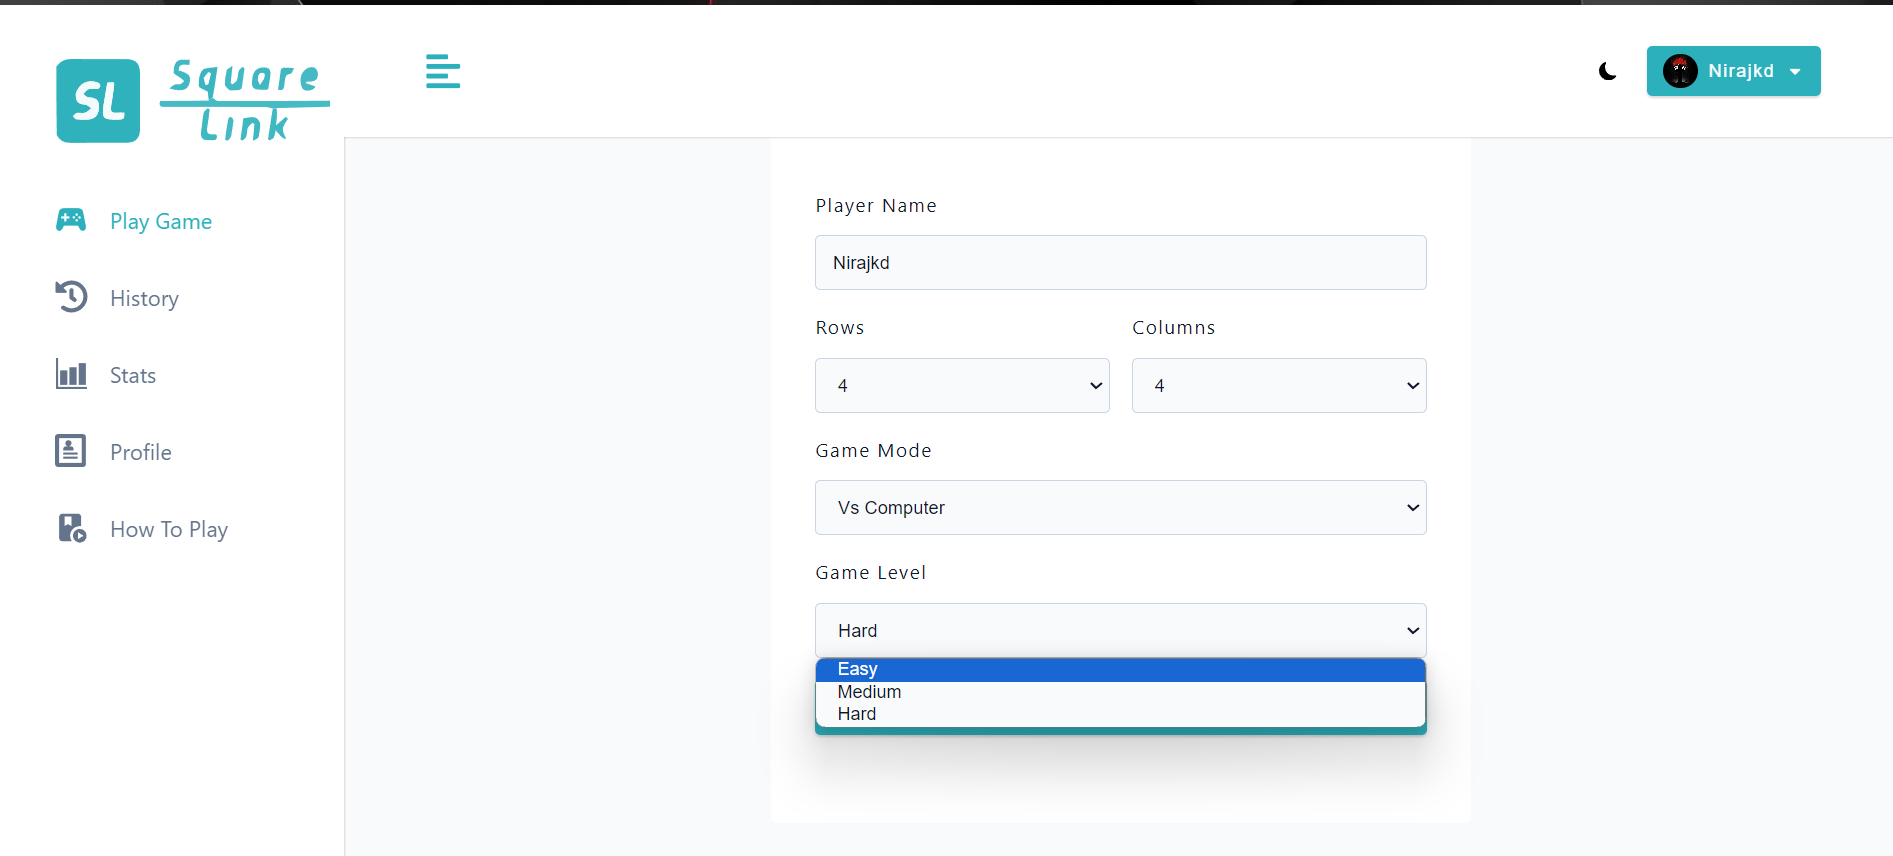 SL
Square
Link
Nirajkd
Play Game
History
Stats
Profile
How To Play
Player Name
Nirajkd
Rows
Columns
4
4
Game Mode
Vs Computer
Game Level
Hard
Easy
Medium
Hard